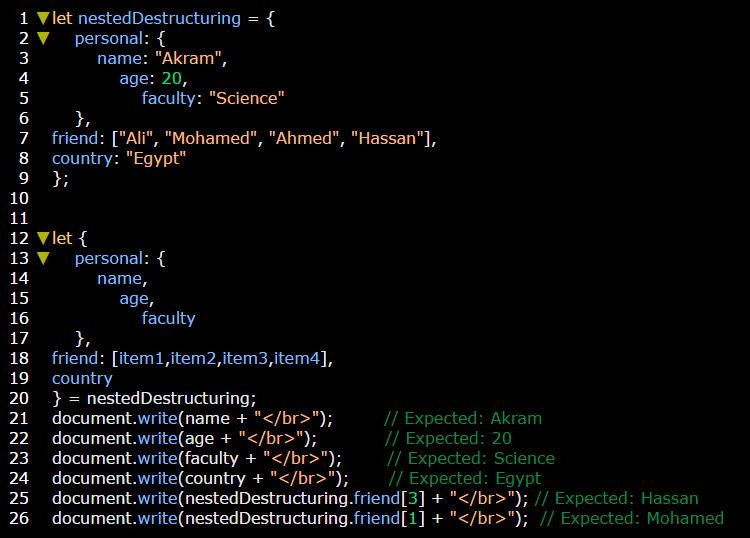 1 ▼let nestedDestructuring = {
2 ▼ personal: {
3 name: "Akram",
4 age: 20,
5 faculty: "Science"
6 },
7 friend: ["Ali", "Mohamed", "Ahmed", "Hassan"],
8 country: "Egypt"
9 };
10
11
12 ▼let {
13 ▼ personal: {
14 name,
15 age,
16 faculty
17 },
18 friend: [item1,item2,item3,item4],
19 country
20 } = nestedDestructuring;
21 document.write(name + "</br>"); // Expected: Akram
22 document.write(age + "</br>"); // Expected: 20
23 document.write(faculty + "</br>"); // Expected: Science
24 document.write(country + "</br>"); // Expected: Egypt
25 document.write(nestedDestructuring.friend[3] + "</br>"); // Expected: Hassan
26 document.write(nestedDestructuring.friend[1] + "</br>"); // Expected: Mohamed